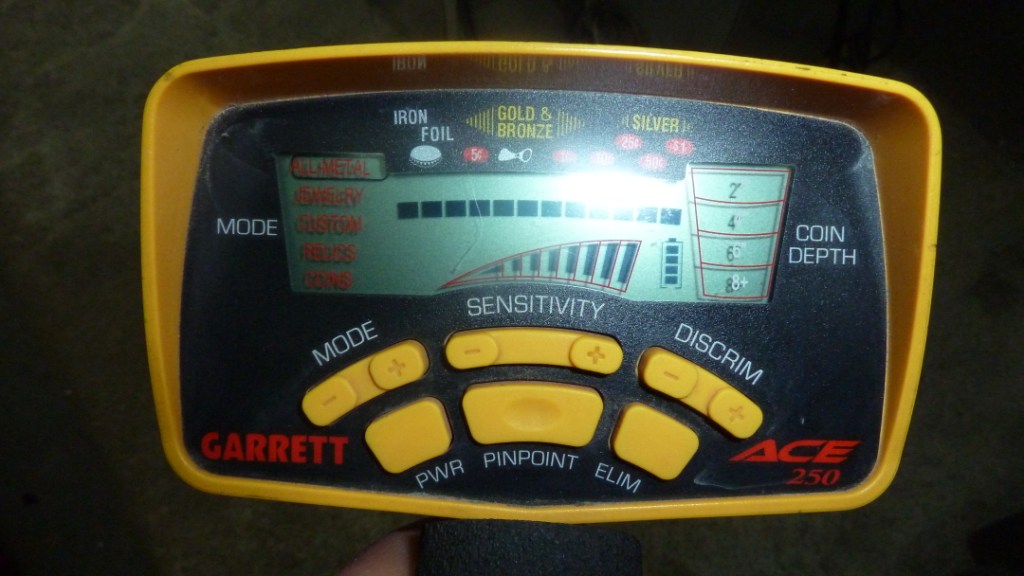 IRON
FOIL
GOLD &
BRONZE
SILVER
5¢
25¢
$1
50¢
MODE
ALL-METAL
JEWELRY
CUSTOM
RELICS
COINS
2"
4"
6"
8+
COIN
DEPTH
SENSITIVITY
MODE
- +
- +
DISCRIM
- +
GARRETT
PWR
PINPOINT
ELIM
ACE
250